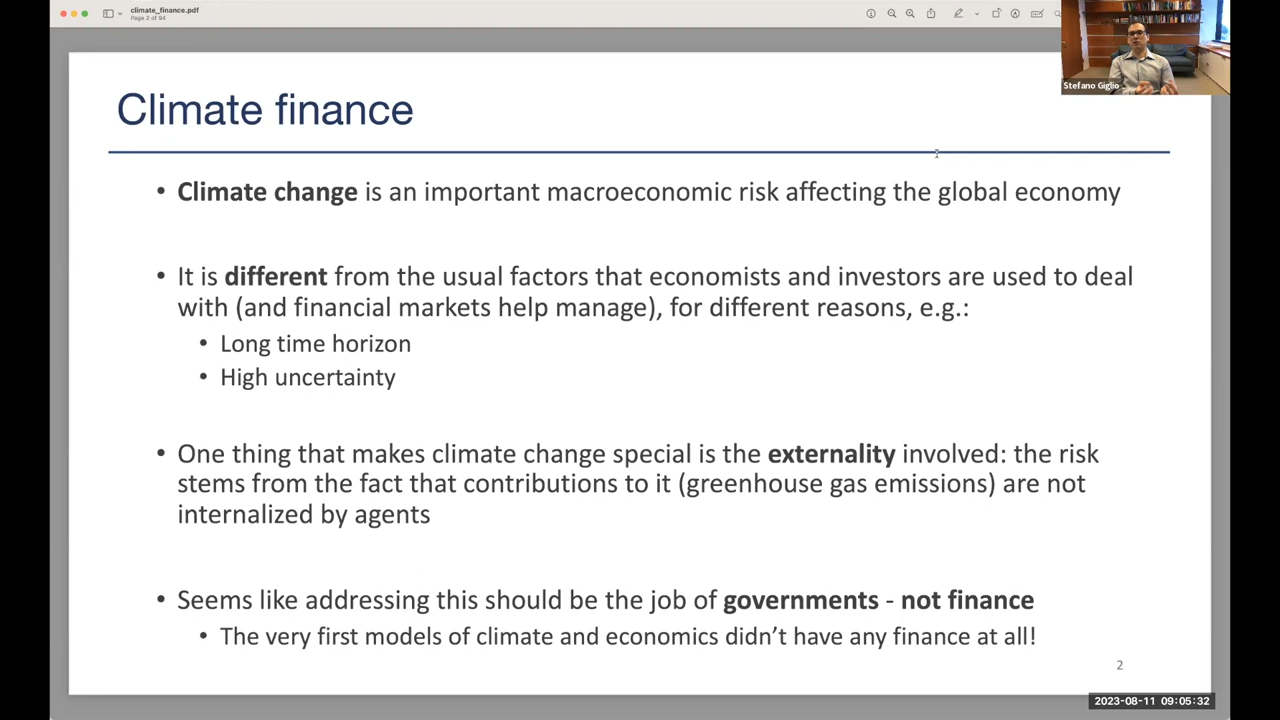 climate_finance.pdf
Page 2 of 94
Stefano Giglio
Climate finance
• Climate change is an important macroeconomic risk affecting the global economy
• It is different from the usual factors that economists and investors are used to deal
with (and financial markets help manage), for different reasons, e.g.:
• Long time horizon
• High uncertainty
• One thing that makes climate change special is the externality involved: the risk
stems from the fact that contributions to it (greenhouse gas emissions) are not
internalized by agents
• Seems like addressing this should be the job of governments - not finance
• The very first models of climate and economics didn’t have any finance at all!
2
2023-08-11 09:05:32